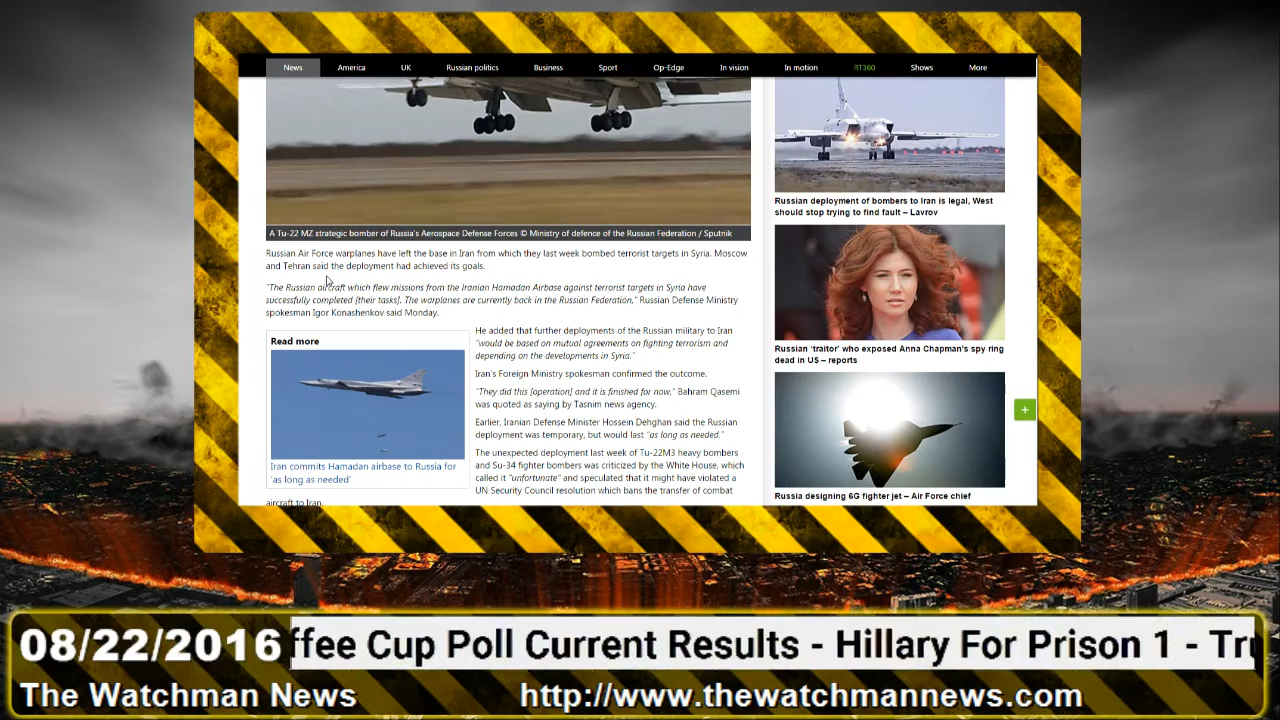 News America UK Russian politics Business Sport Op-Edge In vision In motion RT360 Shows More
A Tu-22 MZ strategic bomber of Russia's Aerospace Defense Forces © Ministry of defence of the Russian Federation / Sputnik
Russian Air Force warplanes have left the base in Iran from which they last week bombed terrorist targets in Syria. Moscow
and Tehran said the deployment had achieved its goals.
"The Russian aircraft which flew missions from the Iranian Hamadan Airbase against terrorist targets in Syria have
successfully completed [their tasks]. The warplanes are currently back in the Russian Federation," Russian Defense Ministry
spokesman Igor Konashenkov said Monday.
Read more
Iran commits Hamadan airbase to Russia for
'as long as needed'
He added that further deployments of the Russian military to Iran
"would be based on mutual agreements on fighting terrorism and
depending on the developments in Syria."
Iran's Foreign Ministry spokesman confirmed the outcome.
"They did this [operation] and it is finished for now," Bahram Qasemi
was quoted as saying by Tasnim news agency.
Earlier, Iranian Defense Minister Hossein Dehghan said the Russian
deployment was temporary, but would last "as long as needed."
The unexpected deployment last week of Tu-22M3 heavy bombers
and Su-34 fighter bombers was criticized by the White House, which
called it "unfortunate" and speculated that it might have violated a
UN Security Council resolution which bans the transfer of combat
aircraft to Iran.
Russian deployment of bombers to Iran is legal, West
should stop trying to find fault – Lavrov
Russian 'traitor' who exposed Anna Chapman's spy ring
dead in US – reports
Russia designing 6G fighter jet – Air Force chief
+
08/22/2016 ffee Cup Poll Current Results - Hillary For Prison 1 - Tru
The Watchman News http://www.thewatchmannews.com